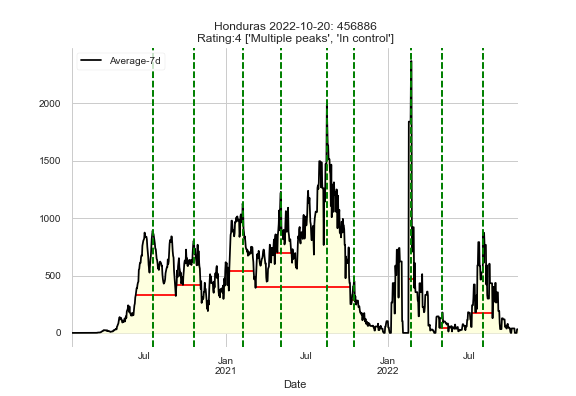 Honduras 2022-10-20: 456886
Rating:4 ['Multiple peaks', 'In control']
Average-7d
2000
1500
1000
500
0
Jul
Jan
2021
Jul
Jan
2022
Jul
Date